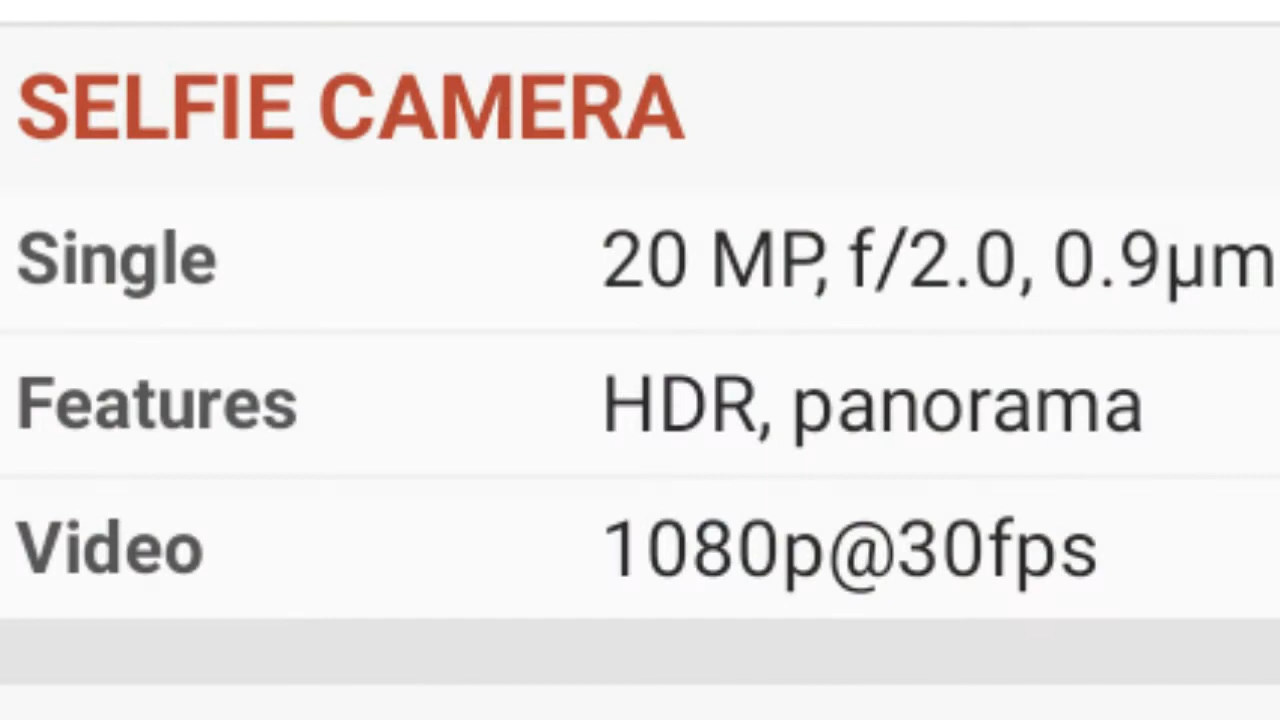 SELFIE CAMERA
Single 20 MP, f/2.0, 0.9µm
Features HDR, panorama
Video 1080p@30fps